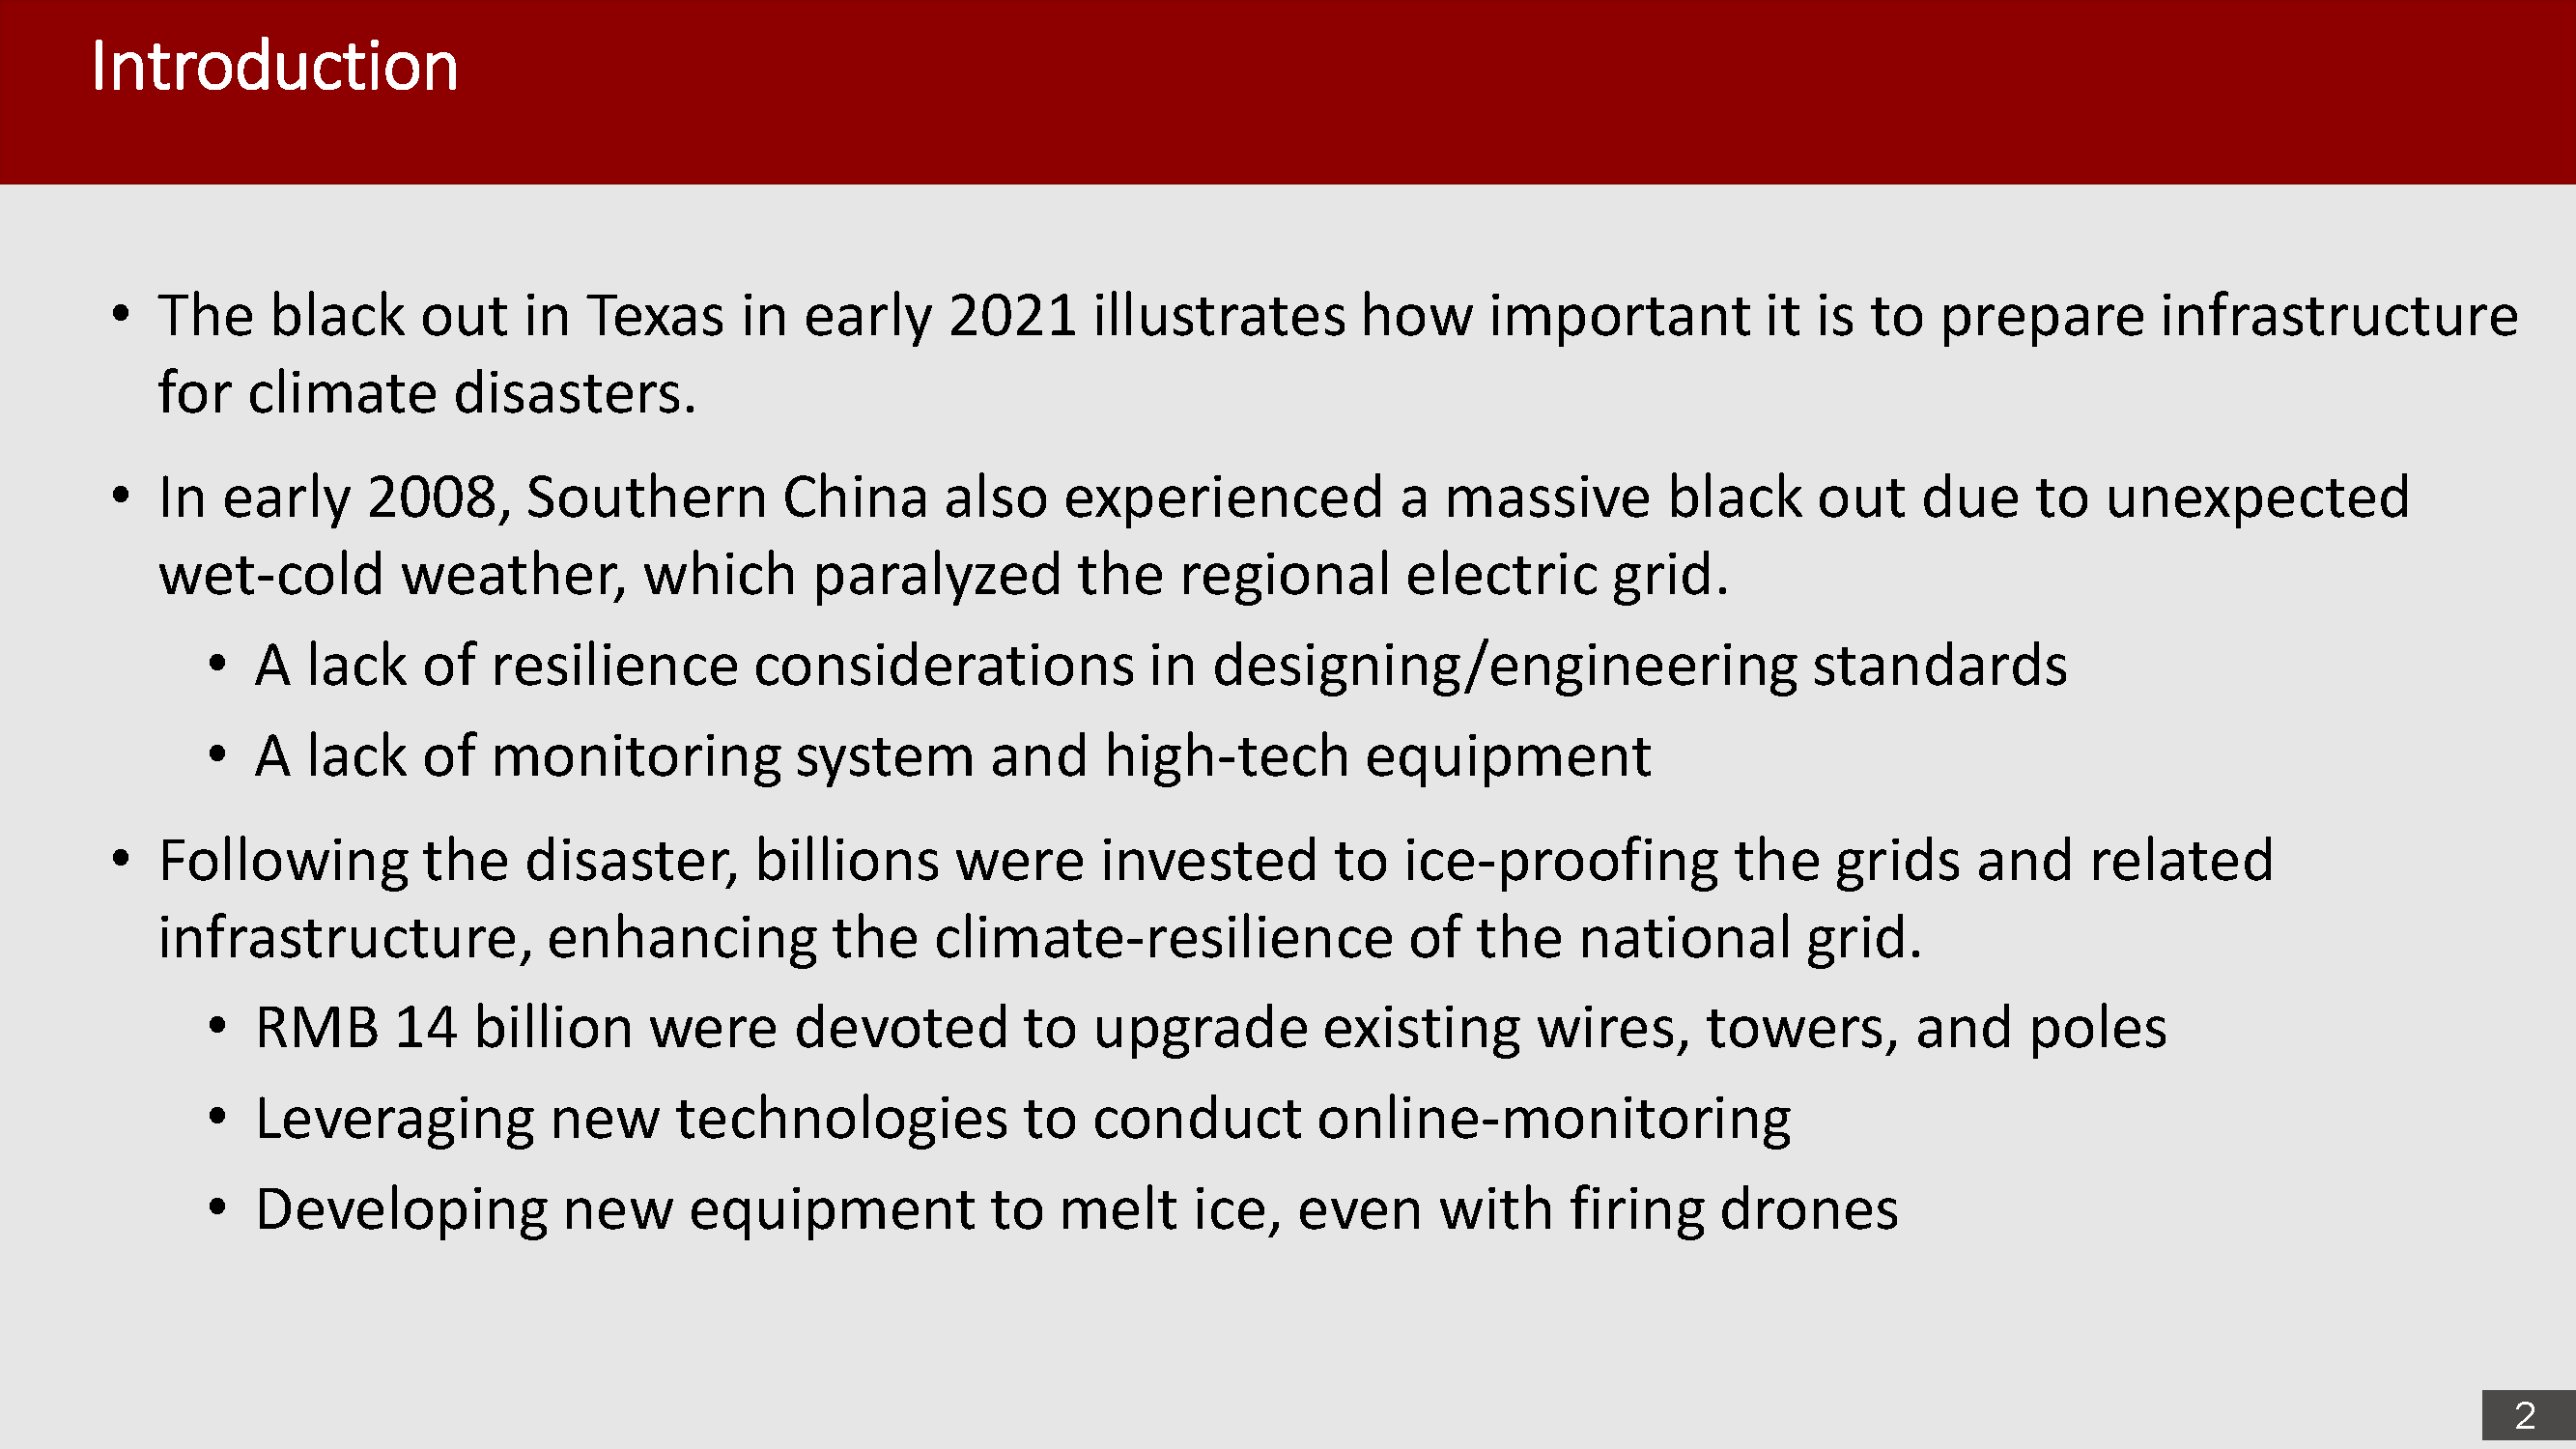 Introduction
• The black out in Texas in early 2021 illustrates how important it is to prepare infrastructure
for climate disasters.
• In early 2008, Southern China also experienced a massive black out due to unexpected
wet-cold weather, which paralyzed the regional electric grid.
• A lack of resilience considerations in designing/engineering standards
• A lack of monitoring system and high-tech equipment
• Following the disaster, billions were invested to ice-proofing the grids and related
infrastructure, enhancing the climate-resilience of the national grid.
• RMB 14 billion were devoted to upgrade existing wires, towers, and poles
• Leveraging new technologies to conduct online-monitoring
• Developing new equipment to melt ice, even with firing drones
2